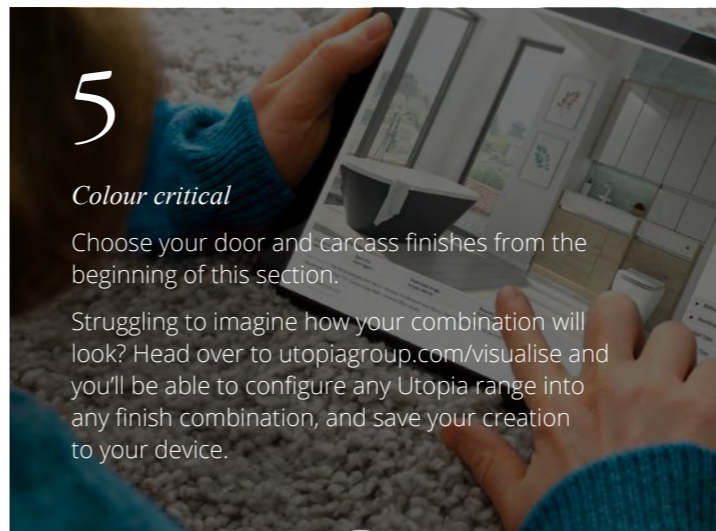 5
Colour critical
Choose your door and carcass finishes from the
beginning of this section.
Struggling to imagine how your combination will
look? Head over to utopiagroup.com/visualise and
you'll be able to configure any Utopia range into
any finish combination, and save your creation
to your device.